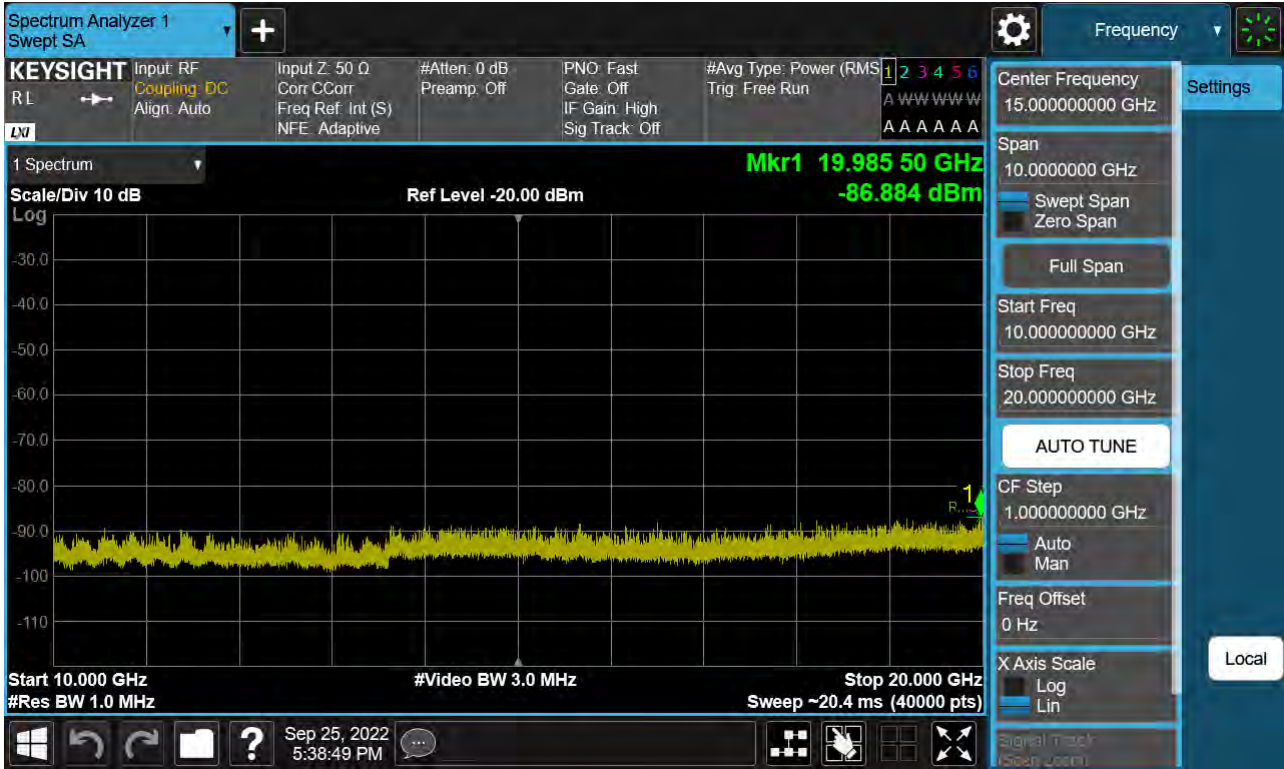 Spectrum Analyzer 1
Swept SA
+
Frequency
KEYSIGHT
RL
LXI
Input: RF
Coupling: DC
Align: Auto
Input Z: 50 Ω
Corr CCorr
Freq Ref: Int (S)
NFE: Adaptive
#Atten: 0 dB
Preamp: Off
PNO: Fast
Gate: Off
IF Gain: High
Sig Track: Off
#Avg Type: Power (RMS
Trig: Free Run
1 2 3 4 5 6
A W W W W W
A A A A A A
1 Spectrum
Scale/Div 10 dB
Log
Ref Level -20.00 dBm
Mkr1 19.985 50 GHz
-86.884 dBm
-30.0
-40.0
-50.0
-60.0
-70.0
-80.0
-90.0
-100
-110
1
Start 10.000 GHz
#Res BW 1.0 MHz
#Video BW 3.0 MHz
Stop 20.000 GHz
Sweep ~20.4 ms (40000 pts)
Center Frequency
15.000000000 GHz
Span
10.0000000 GHz
Swept Span
Zero Span
Full Span
Start Freq
10.000000000 GHz
Stop Freq
20.000000000 GHz
AUTO TUNE
CF Step
1.000000000 GHz
Auto
Man
Freq Offset
0 Hz
X Axis Scale
Log
Lin
Signal Track
(Span Zoom)
Settings
Local
?
Sep 25, 2022
5:38:49 PM